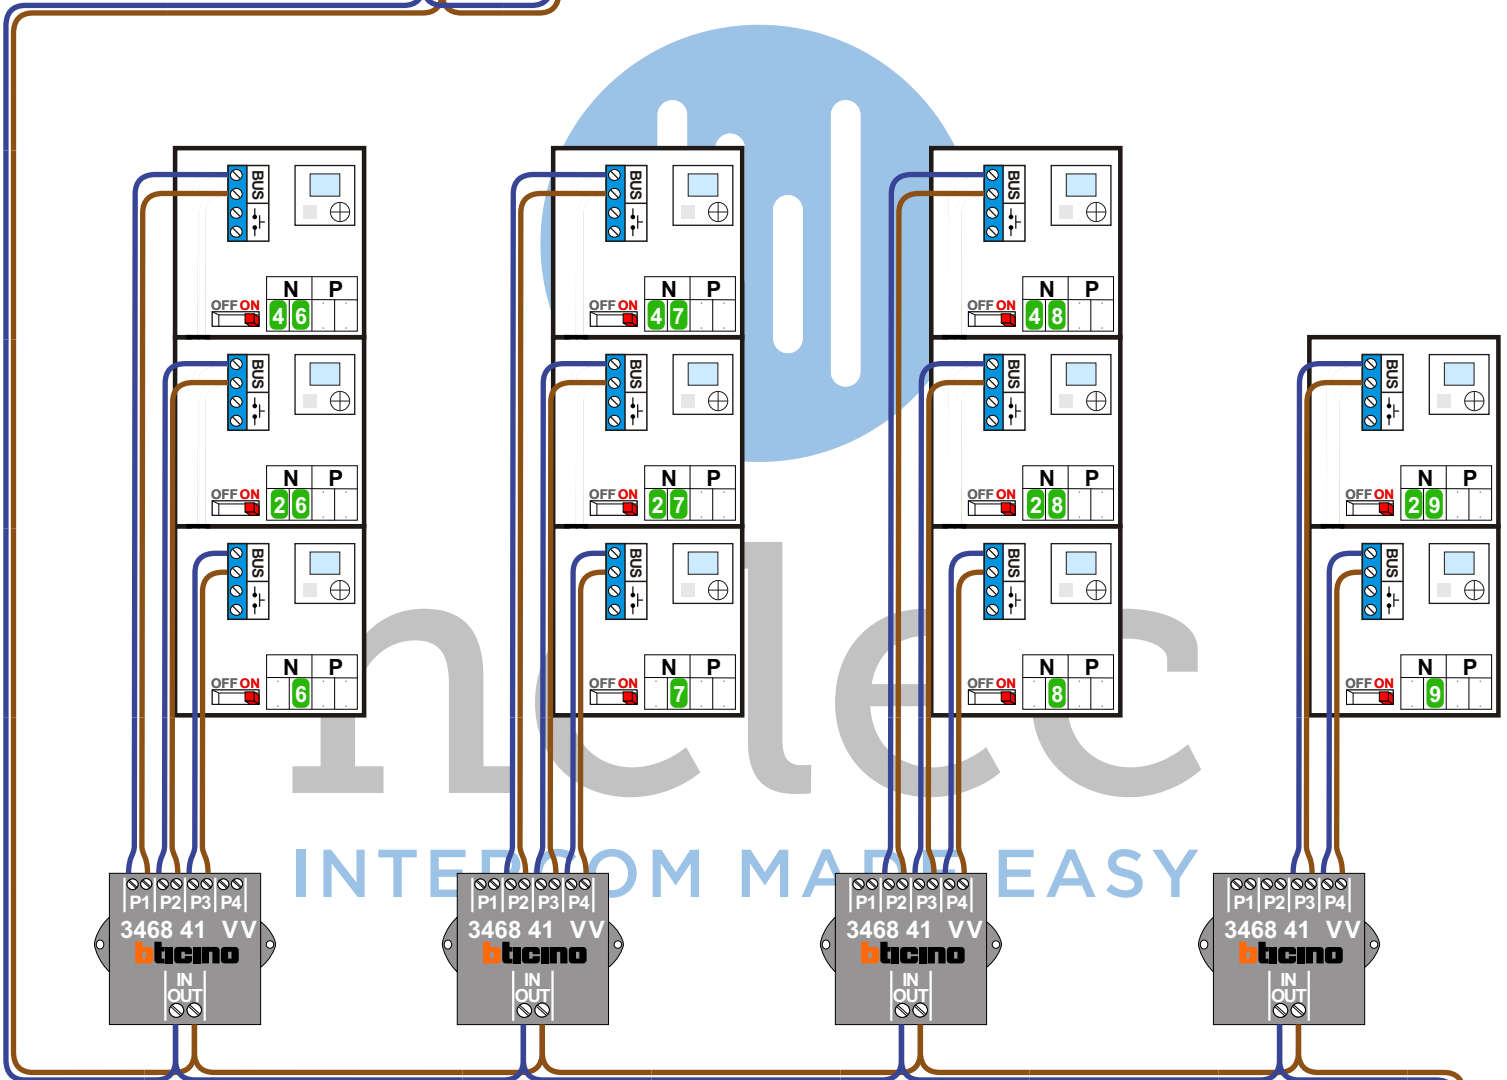 BUS
N P
OFF ON
4 6
BUS
N P
OFF ON
4 7
BUS
N P
OFF ON
4 8
BUS
N P
OFF ON
2 6
BUS
N P
OFF ON
2 7
BUS
N P
OFF ON
2 8
BUS
N P
OFF ON
2 9
BUS
N P
OFF ON
6
BUS
N P
OFF ON
7
BUS
N P
OFF ON
8
BUS
N P
OFF ON
9
nelec
INTERCOM MADE EASY
P1 P2 P3 P4
3468 41 VV
bticino
IN
OUT
P1 P2 P3 P4
3468 41 VV
bticino
IN
OUT
P1 P2 P3 P4
3468 41 VV
bticino
IN
OUT
P1 P2 P3 P4
3468 41 VV
bticino
IN
OUT